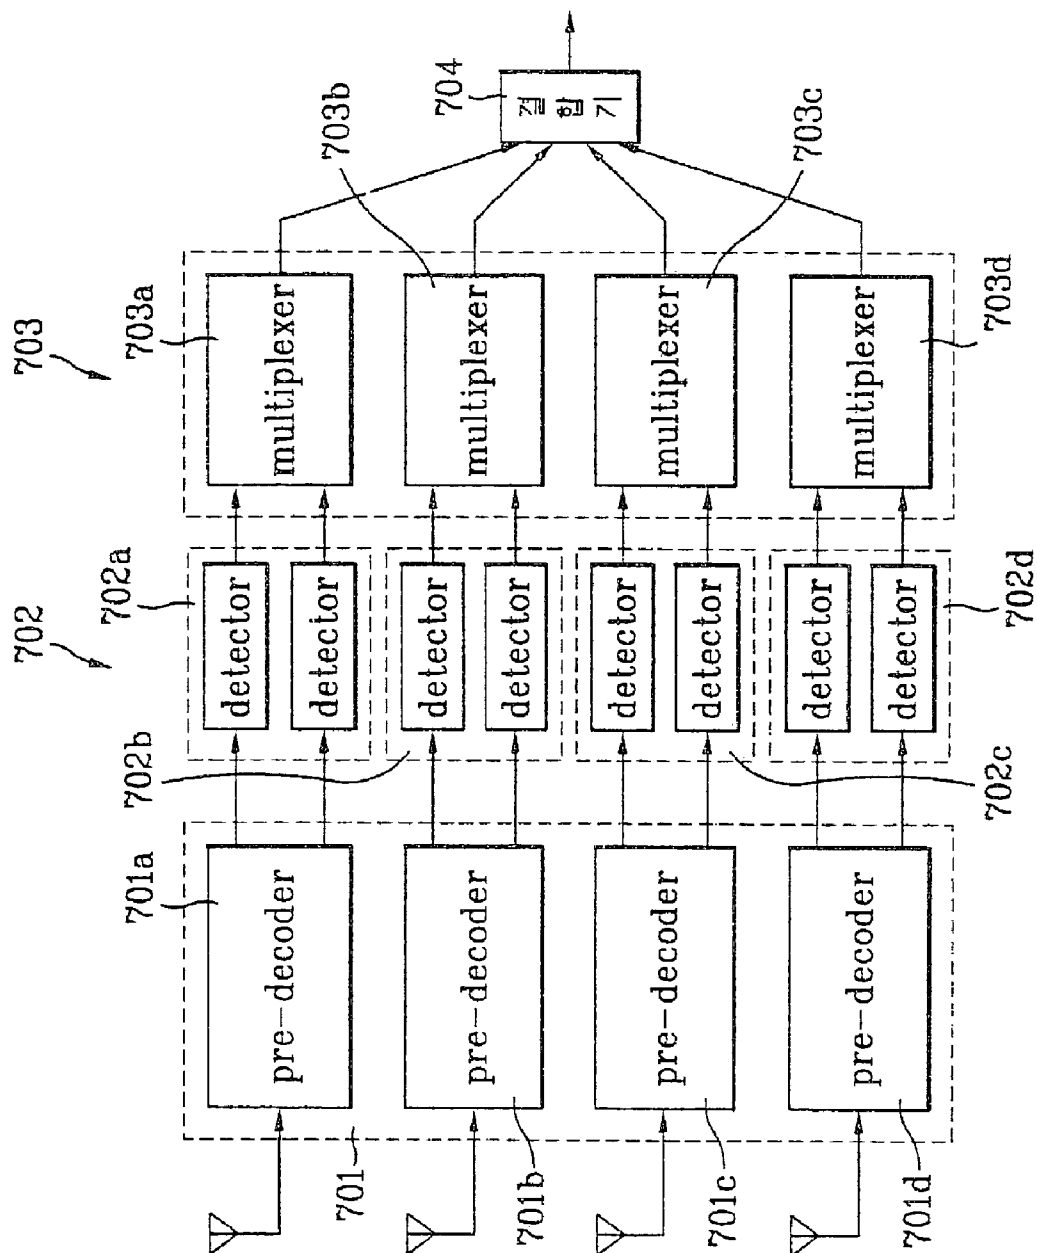 701
701a
pre-decoder
701b
pre-decoder
701c
pre-decoder
701d
pre-decoder
702
702a
detector
detector
702b
detector
detector
702c
detector
detector
702d
detector
detector
703
703a
multiplexer
703b
multiplexer
703c
multiplexer
703d
multiplexer
704
결합기